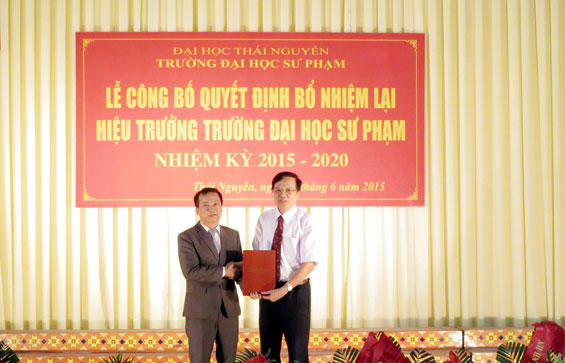 ĐẠI HỌC THÁI NGUYÊN
TRƯỜNG ĐẠI HỌC SƯ PHẠM
LỄ CÔNG BỐ QUYẾT ĐỊNH BỔ NHIỆM LẠI
HIỆU TRƯỞNG TRƯỜNG ĐẠI HỌC SƯ PHẠM
NHIỆM KỲ 2015 - 2020
Thái Nguyên, tháng 6 năm 2015